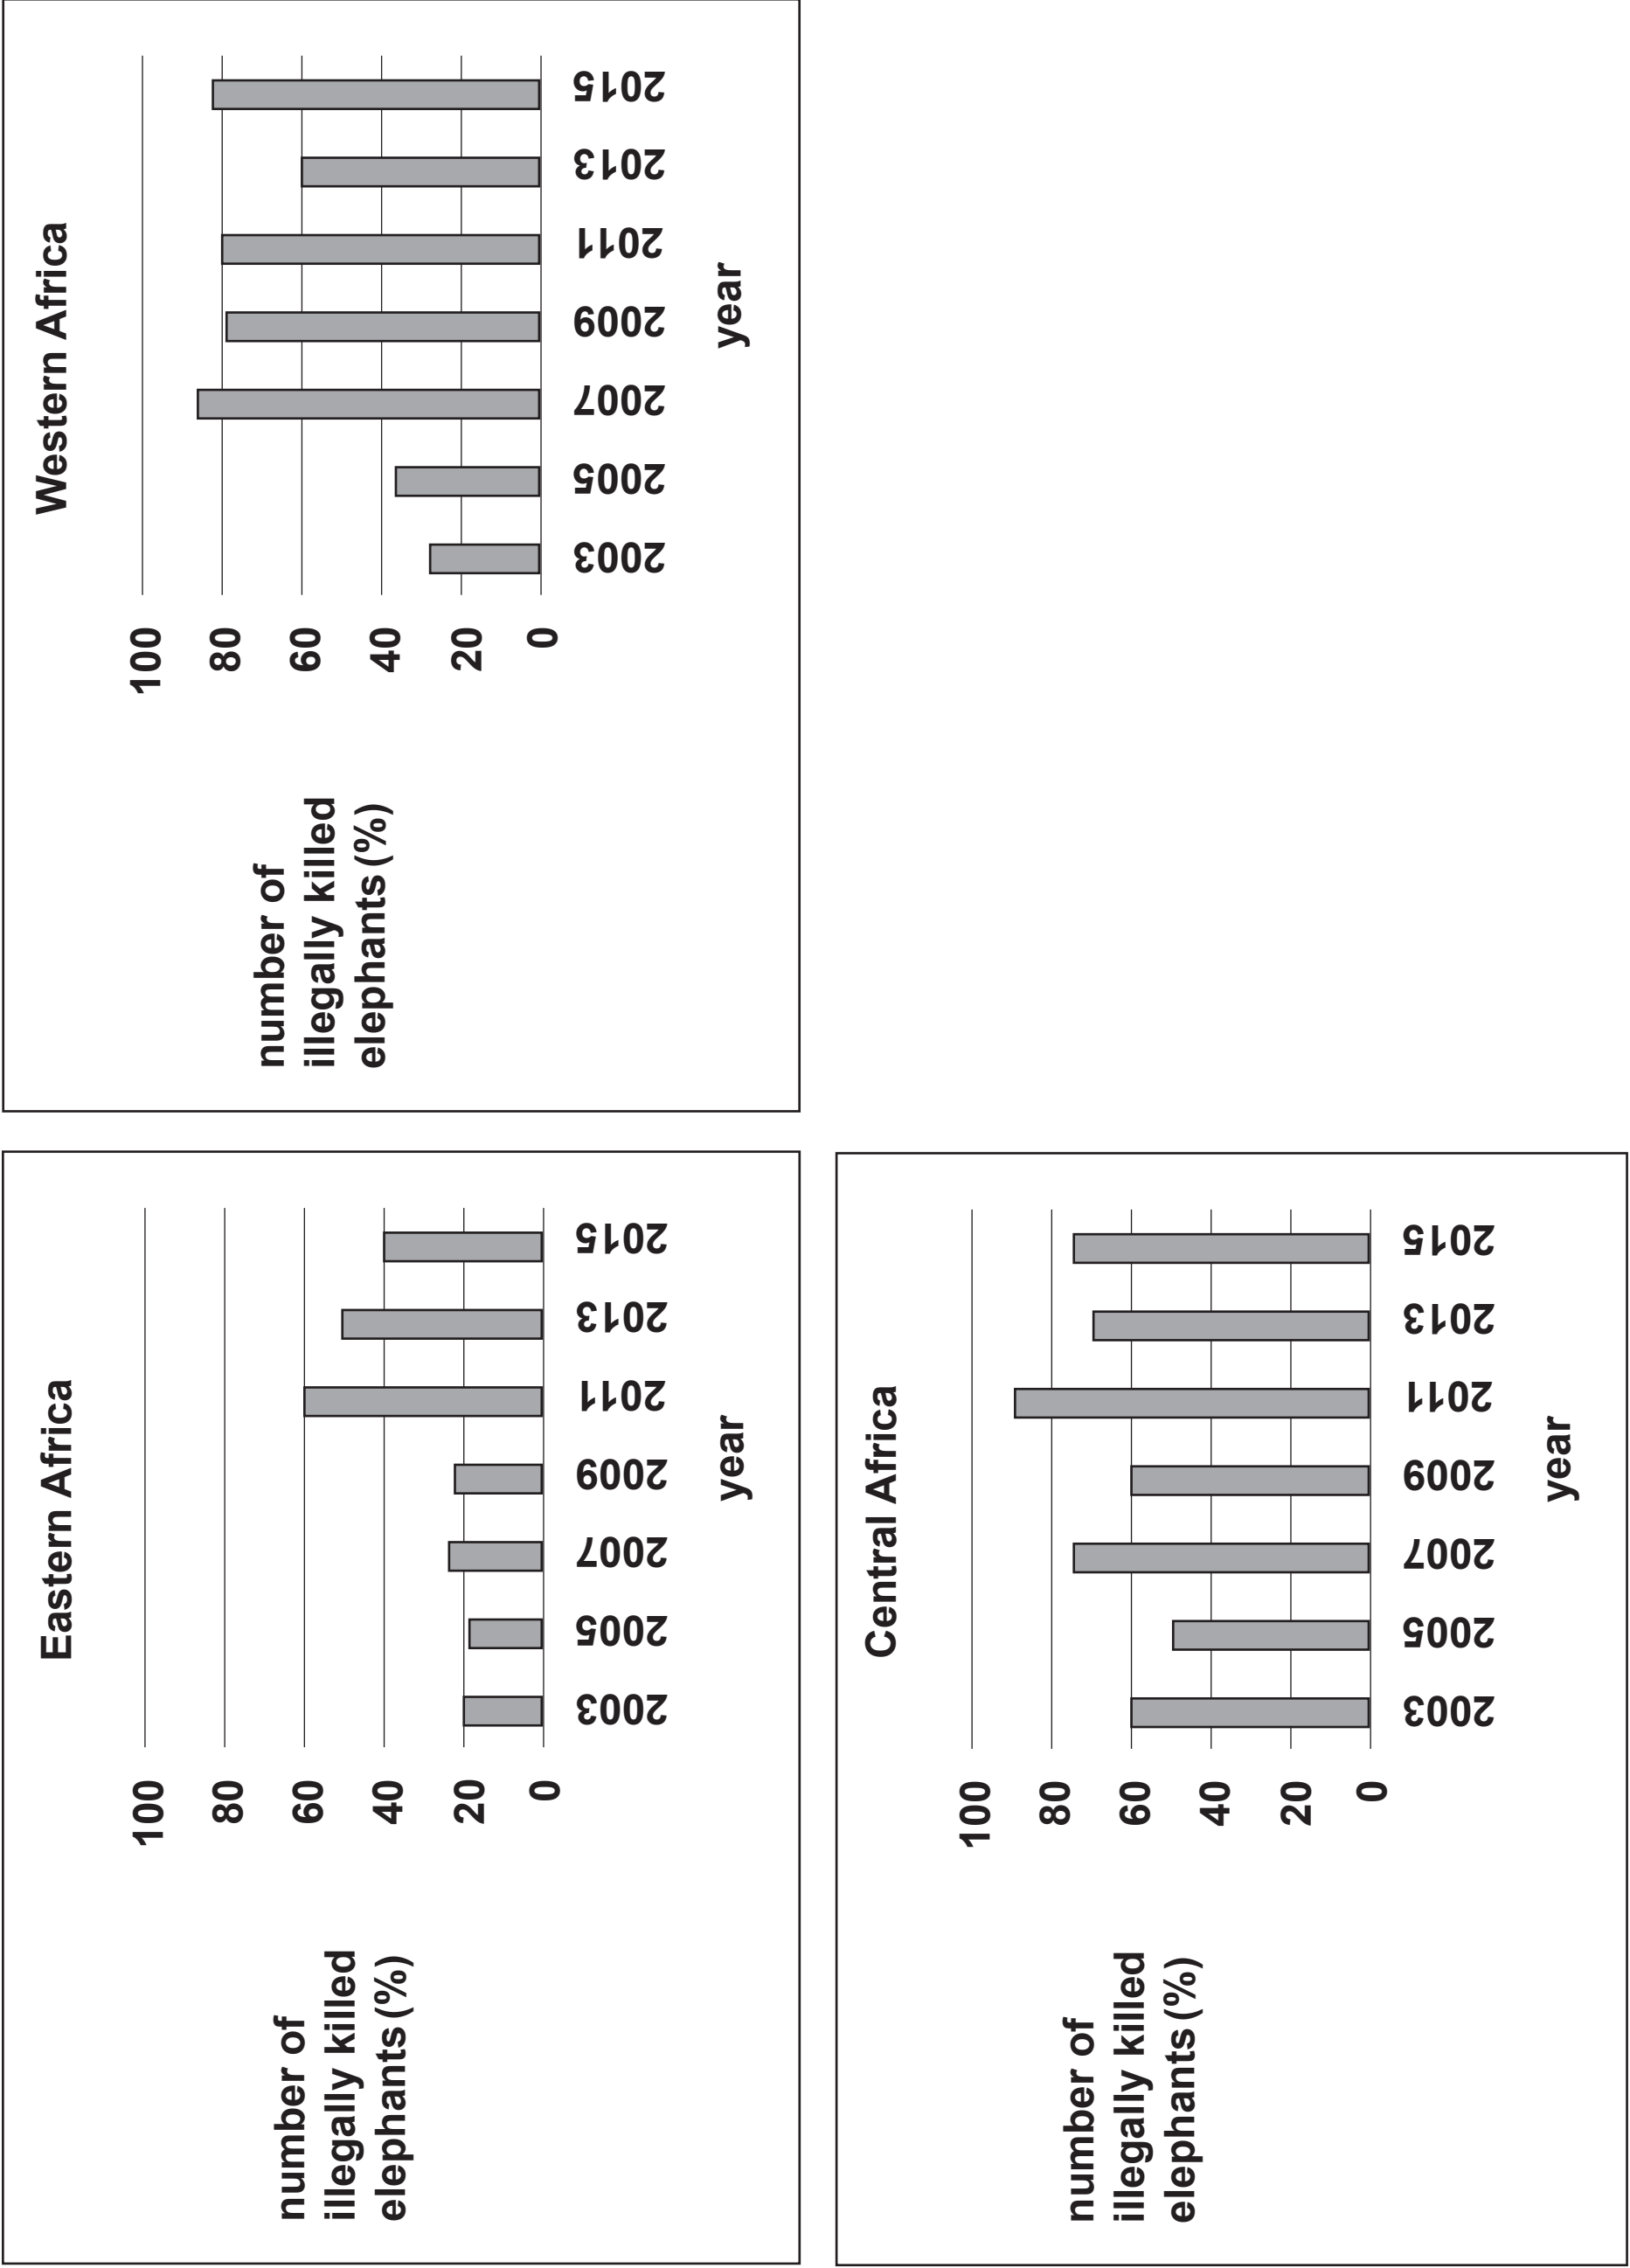 Eastern Africa
number of
illegally killed
elephants (%)
100
80
60
40
20
0
2003 2005 2007 2009 2011 2013 2015
year
Western Africa
number of
illegally killed
elephants (%)
100
80
60
40
20
0
2003 2005 2007 2009 2011 2013 2015
year
Central Africa
number of
illegally killed
elephants (%)
100
80
60
40
20
0
2003 2005 2007 2009 2011 2013 2015
year